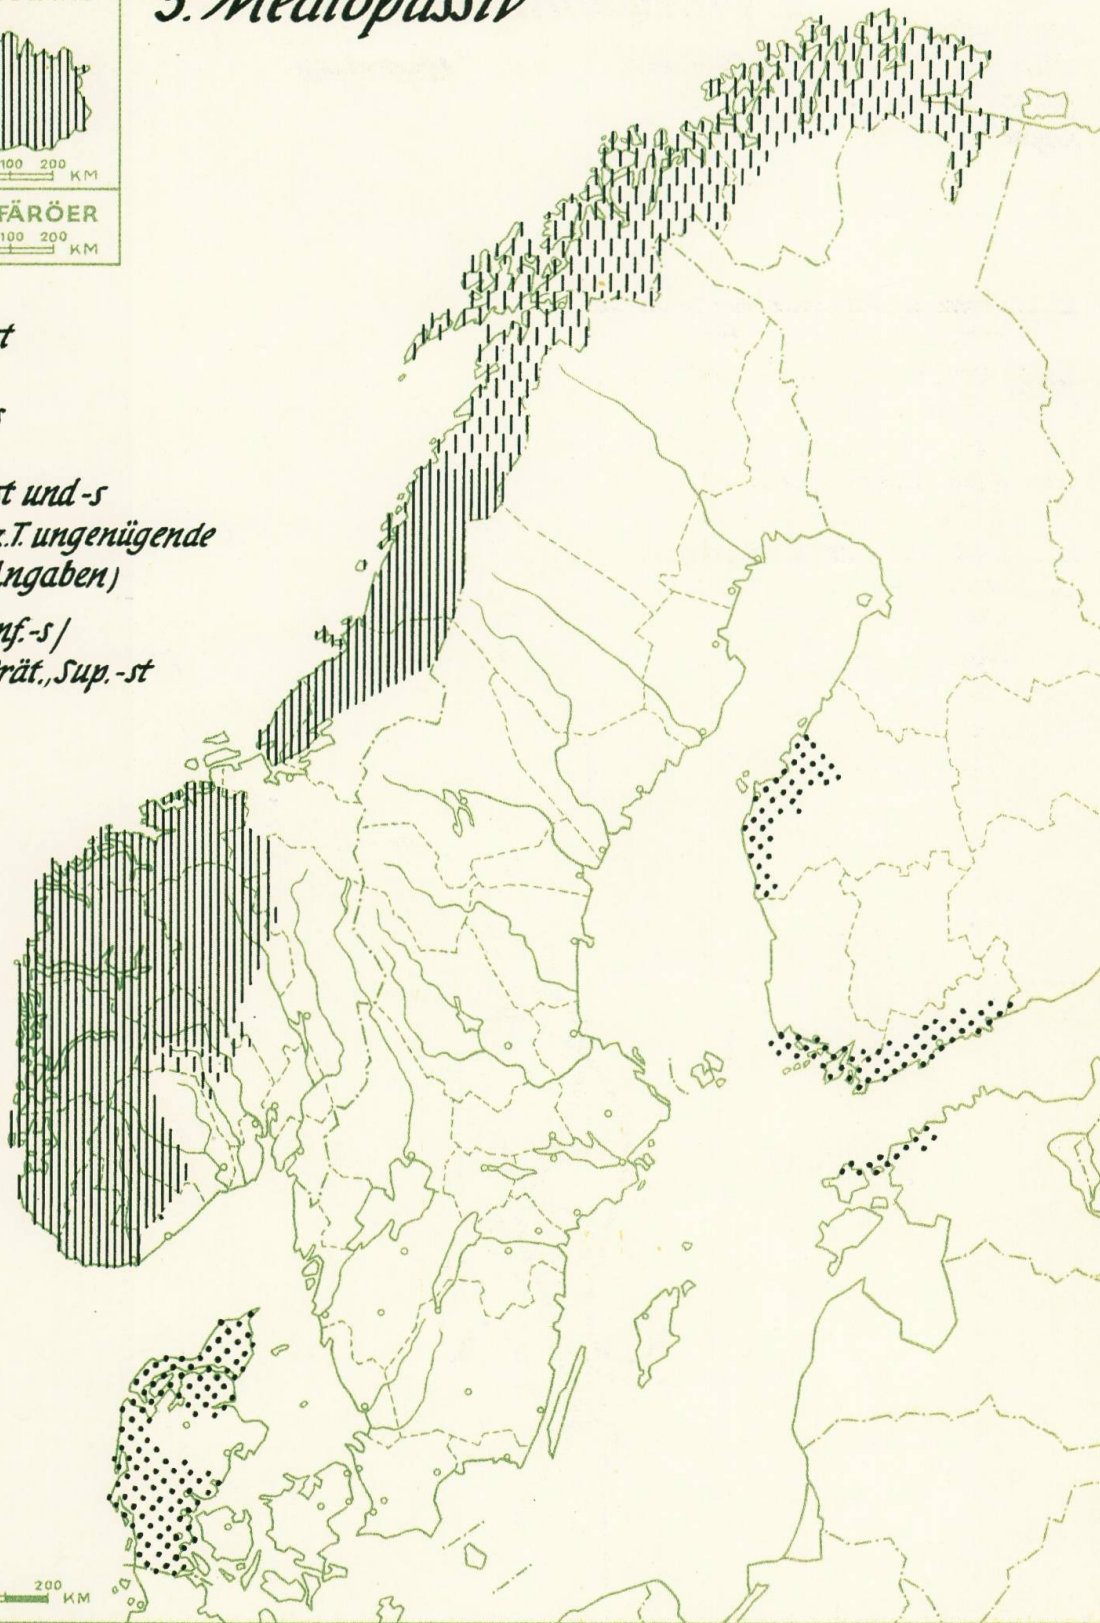 5. Mediopassiv
100 200 KM
FÄRÖER
100 200 KM
t und -s
z.T. ungenügende
Angaben)
nf. -s /
rät., Sup. -st
200 KM